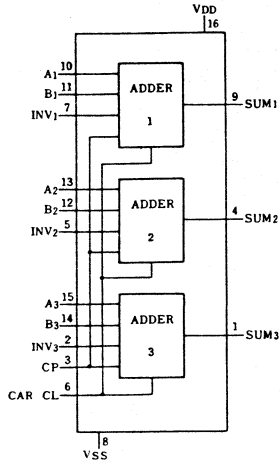 VDD
16
A1 10
B1 11
INV1 7
ADDER
1
9 SUM1
A2 13
B2 12
INV2 5
ADDER
2
4 SUM2
A3 15
B3 14
INV3 2
CP 3
CAR CL 6
ADDER
3
1 SUM3
8
VSS